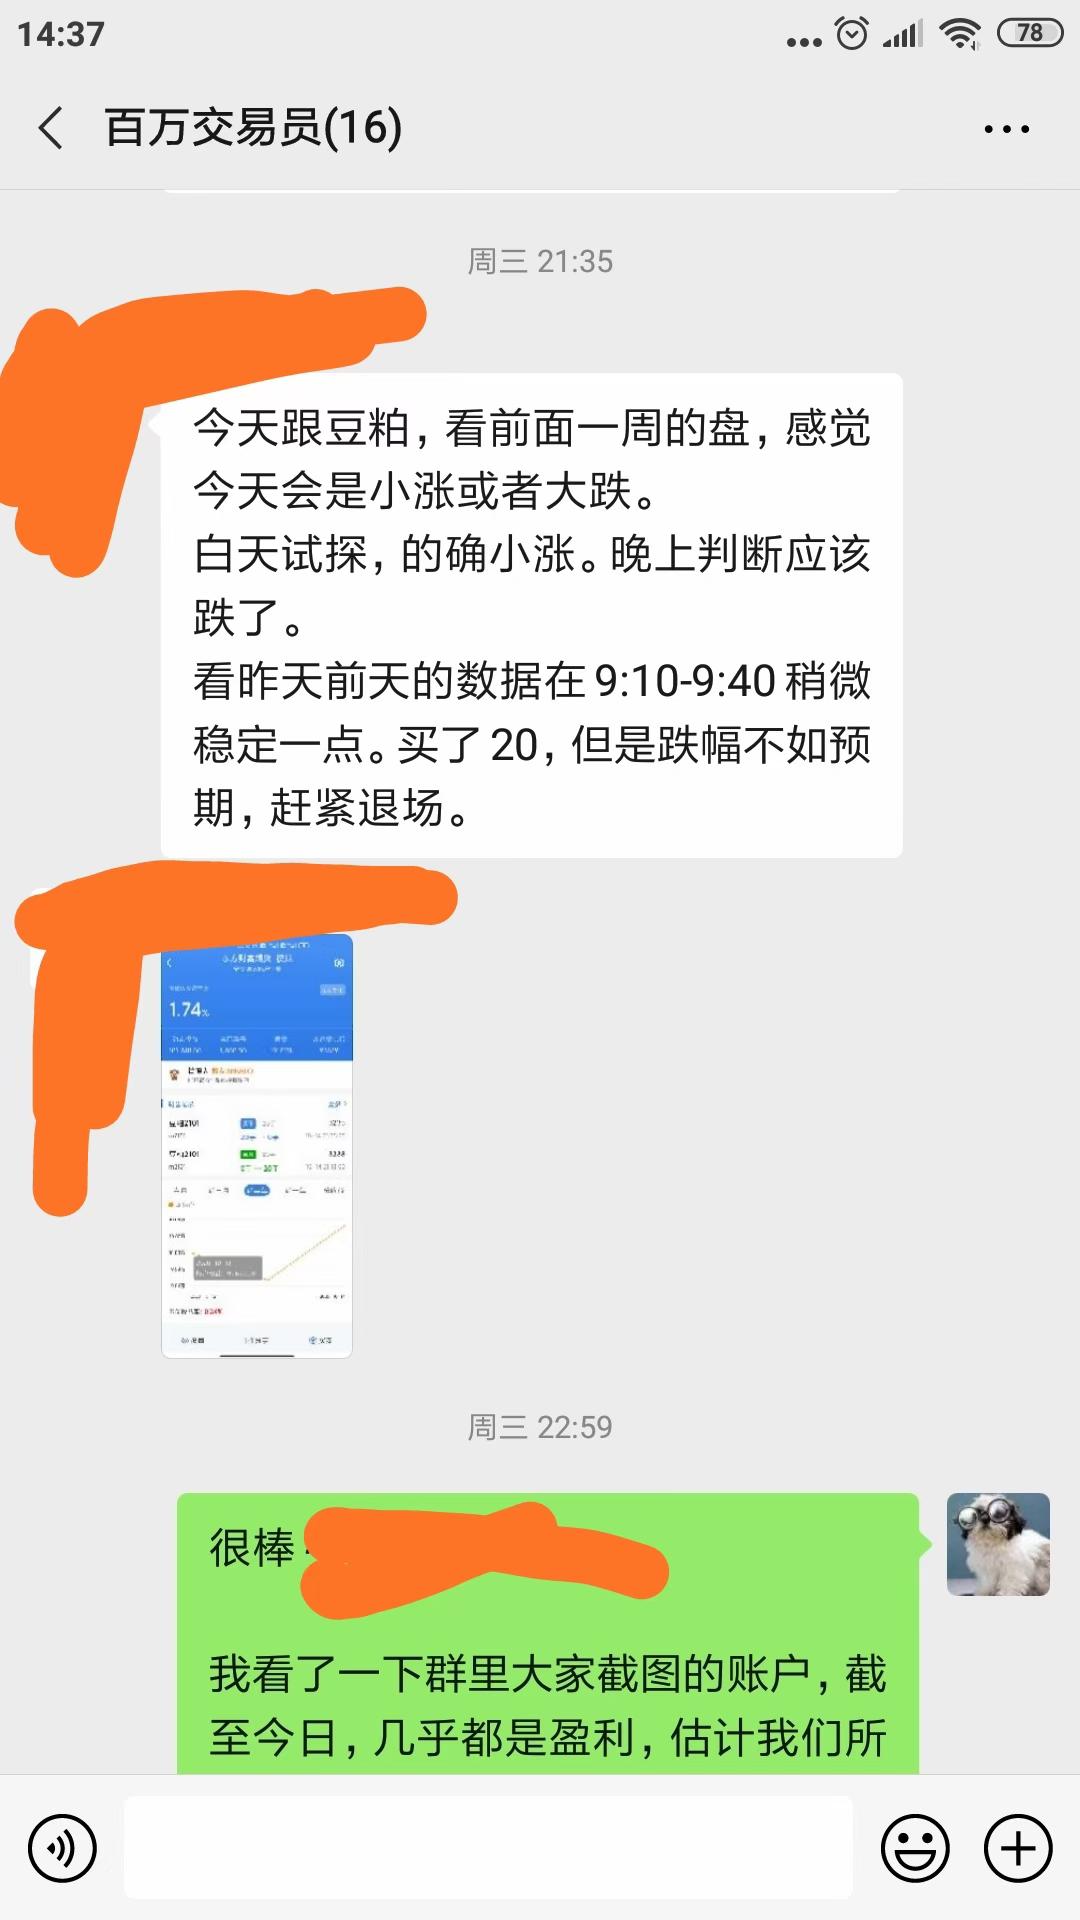 14:37
78
百万交易员(16)
周三 21:35
今天跟豆粕，看前面一周的盘，感觉
今天会是小涨或者大跌。
白天试探，的确小涨。晚上判断应该
跌了。
看昨天前天的数据在 9:10-9:40 稍微
稳定一点。买了 20，但是跌幅不如预
期，赶紧退场。
1.74%
周三 22:59
很棒
我看了一下群里大家截图的账户，截
至今日，几乎都是盈利，估计我们所